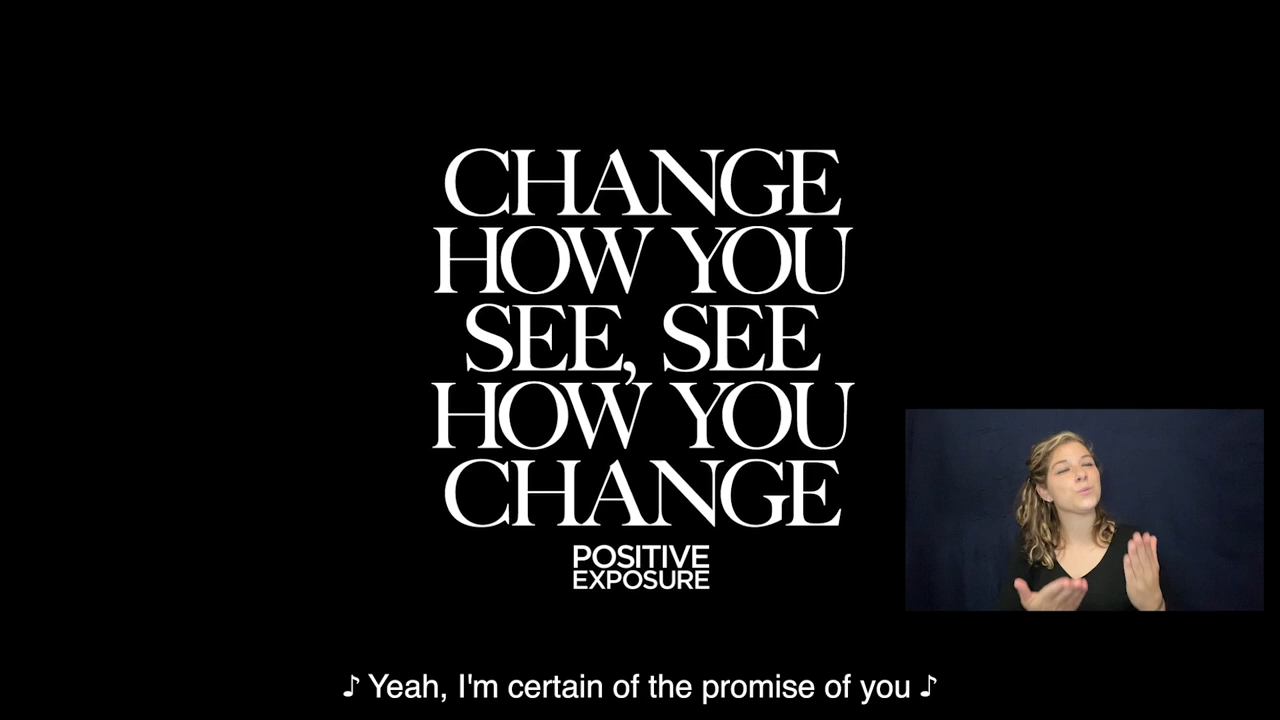 CHANGE
HOW YOU
SEE, SEE
HOW YOU
CHANGE
POSITIVE
EXPOSURE
♪ Yeah, I'm certain of the promise of you ♪